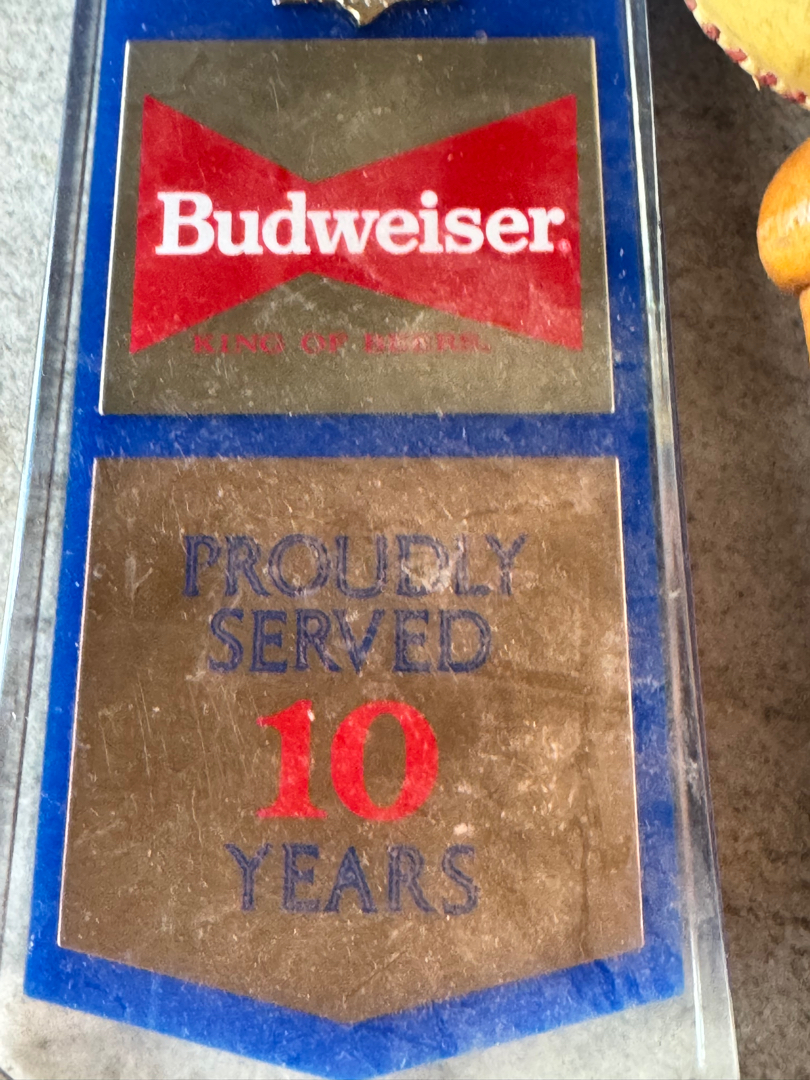 Budweiser®
KING OF BEERS.
PROUDLY
SERVED
10
YEARS